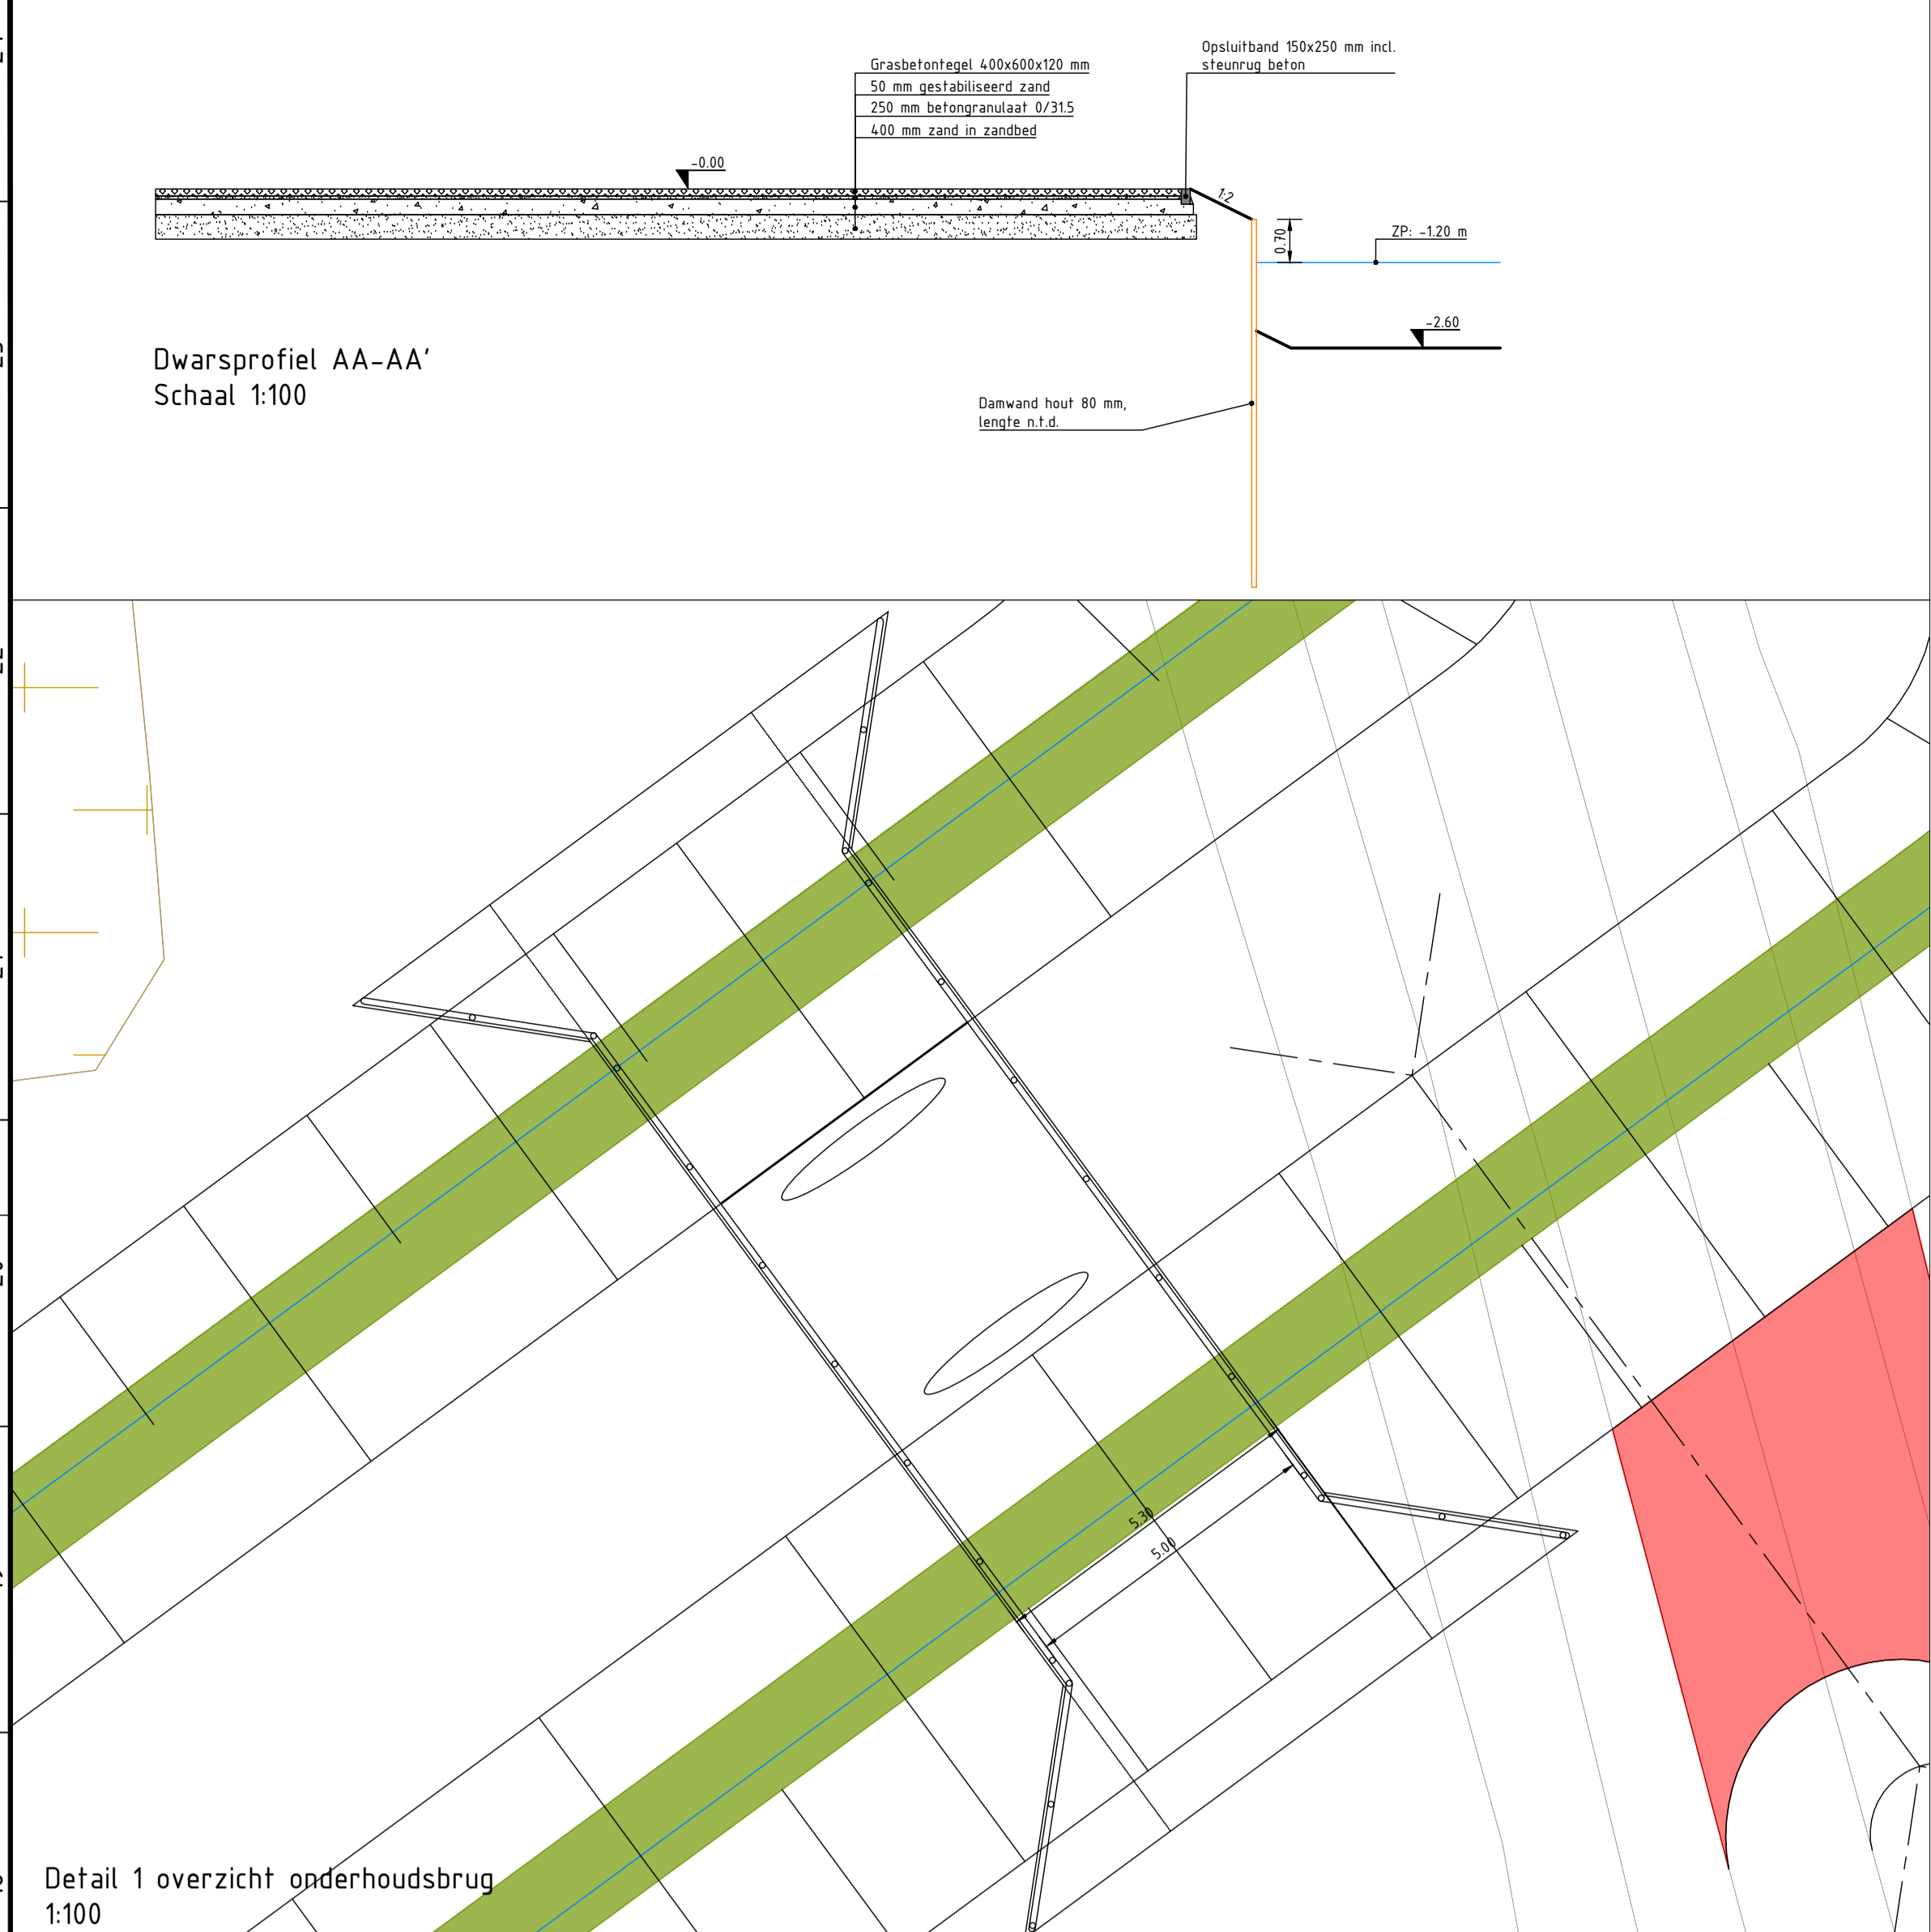 Opsluitband 150x250 mm incl.
steunrug beton
Grasbetontegel 400x600x120 mm
50 mm gestabiliseerd zand
250 mm betongranulaat 0/31.5
400 mm zand in zandbed
-0.00
1:2
0.70
ZP: -1.20 m
-2.60
Dwarsprofiel AA-AA'
Schaal 1:100
Damwand hout 80 mm,
lengte n.t.d.
22
5.30
5.00
Detail 1 overzicht onderhoudsbrug
1:100